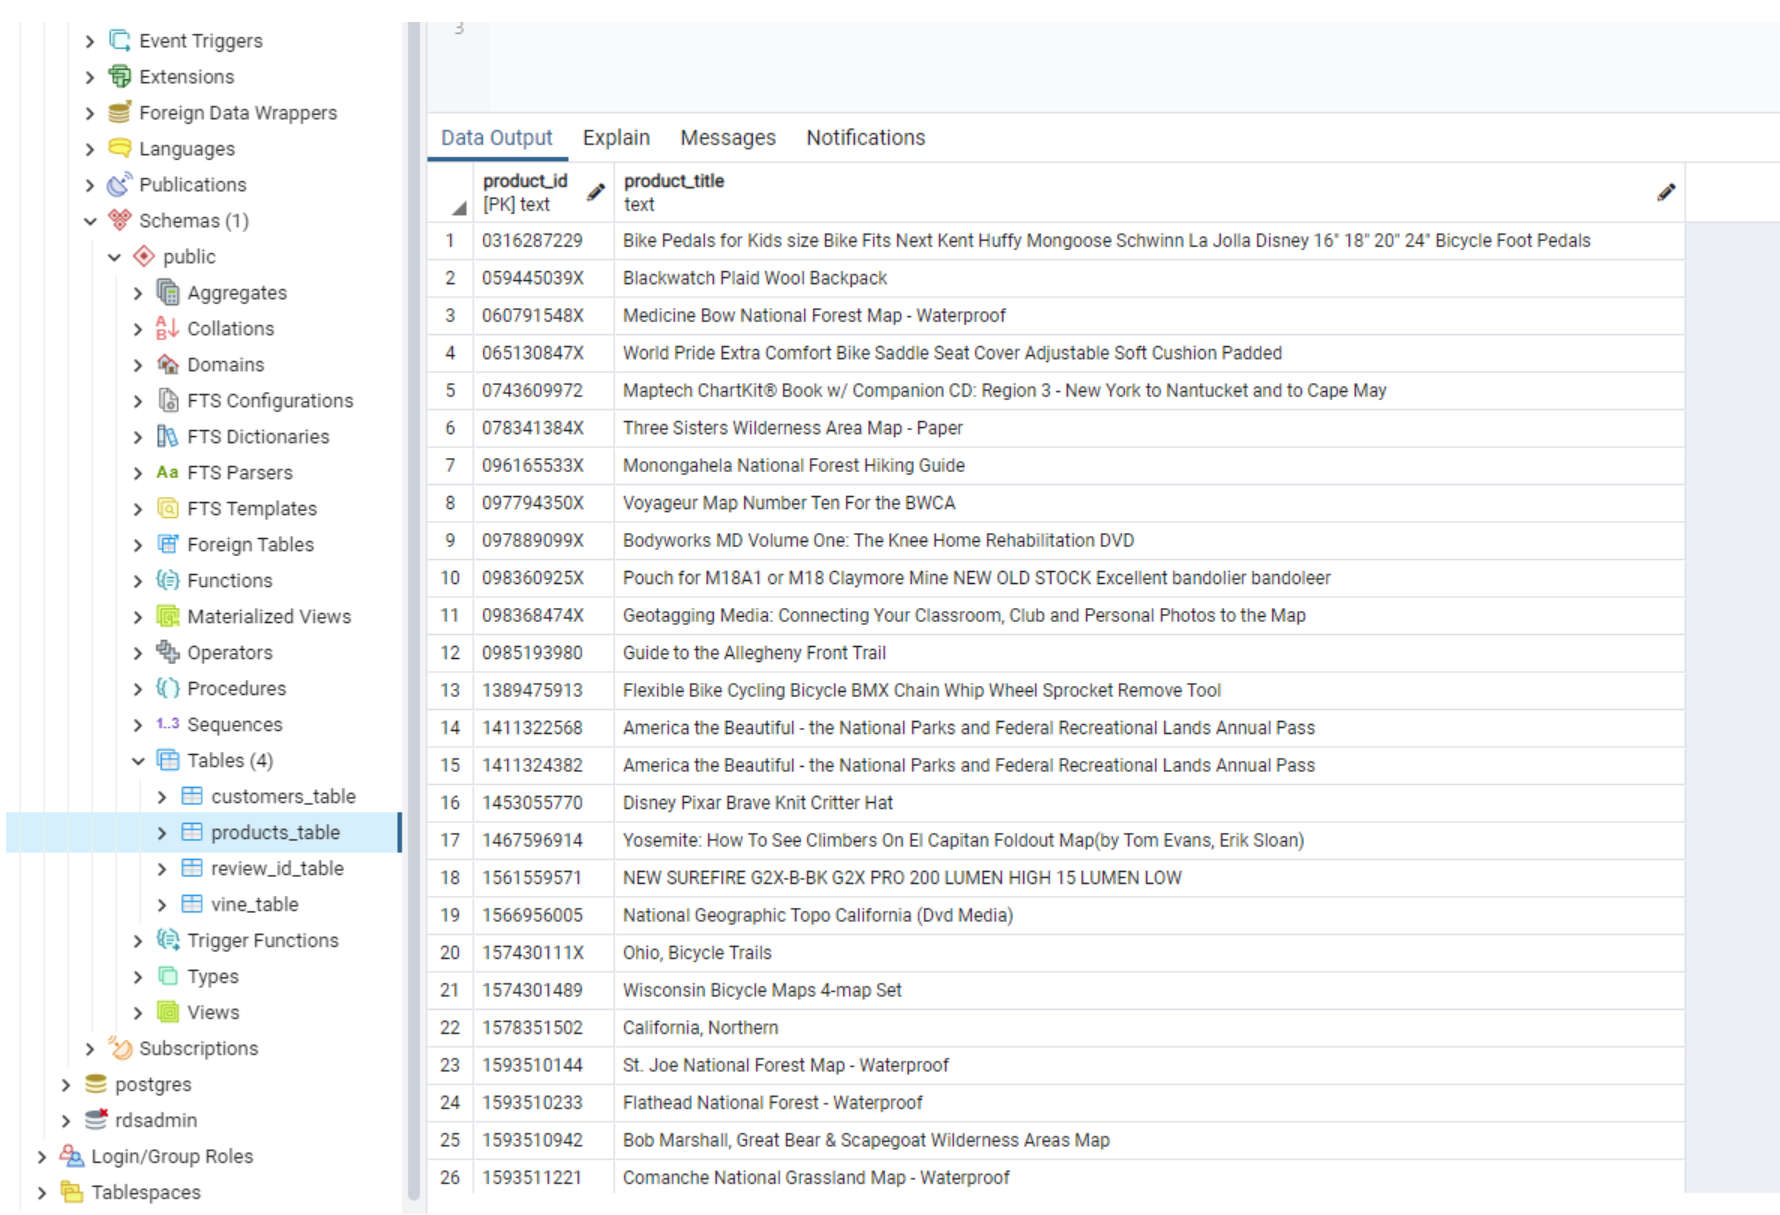 Event Triggers
Extensions
Foreign Data Wrappers
Languages
Publications
Schemas (1)
public
Aggregates
Collations
Domains
FTS Configurations
FTS Dictionaries
Aa FTS Parsers
FTS Templates
Foreign Tables
Functions
Materialized Views
Operators
Procedures
1..3 Sequences
Tables (4)
customers_table
products_table
review_id_table
vine_table
Trigger Functions
Types
Views
Subscriptions
postgres
rdsadmin
Login/Group Roles
Tablespaces
3
Data Output Explain Messages Notifications
product_id product_title
[PK] text text
1 0316287229 Bike Pedals for Kids size Bike Fits Next Kent Huffy Mongoose Schwinn La Jolla Disney 16" 18" 20" 24" Bicycle Foot Pedals
2 059445039X Blackwatch Plaid Wool Backpack
3 060791548X Medicine Bow National Forest Map - Waterproof
4 065130847X World Pride Extra Comfort Bike Saddle Seat Cover Adjustable Soft Cushion Padded
5 0743609972 Maptech ChartKit® Book w/ Companion CD: Region 3 - New York to Nantucket and to Cape May
6 078341384X Three Sisters Wilderness Area Map - Paper
7 096165533X Monongahela National Forest Hiking Guide
8 097794350X Voyageur Map Number Ten For the BWCA
9 097889099X Bodyworks MD Volume One: The Knee Home Rehabilitation DVD
10 098360925X Pouch for M18A1 or M18 Claymore Mine NEW OLD STOCK Excellent bandolier bandoleer
11 098368474X Geotagging Media: Connecting Your Classroom, Club and Personal Photos to the Map
12 0985193980 Guide to the Allegheny Front Trail
13 1389475913 Flexible Bike Cycling Bicycle BMX Chain Whip Wheel Sprocket Remove Tool
14 1411322568 America the Beautiful - the National Parks and Federal Recreational Lands Annual Pass
15 1411324382 America the Beautiful - the National Parks and Federal Recreational Lands Annual Pass
16 1453055770 Disney Pixar Brave Knit Critter Hat
17 1467596914 Yosemite: How To See Climbers On El Capitan Foldout Map(by Tom Evans, Erik Sloan)
18 1561559571 NEW SUREFIRE G2X-B-BK G2X PRO 200 LUMEN HIGH 15 LUMEN LOW
19 1566956005 National Geographic Topo California (Dvd Media)
20 157430111X Ohio, Bicycle Trails
21 1574301489 Wisconsin Bicycle Maps 4-map Set
22 1578351502 California, Northern
23 1593510144 St. Joe National Forest Map - Waterproof
24 1593510233 Flathead National Forest - Waterproof
25 1593510942 Bob Marshall, Great Bear & Scapegoat Wilderness Areas Map
26 1593511221 Comanche National Grassland Map - Waterproof